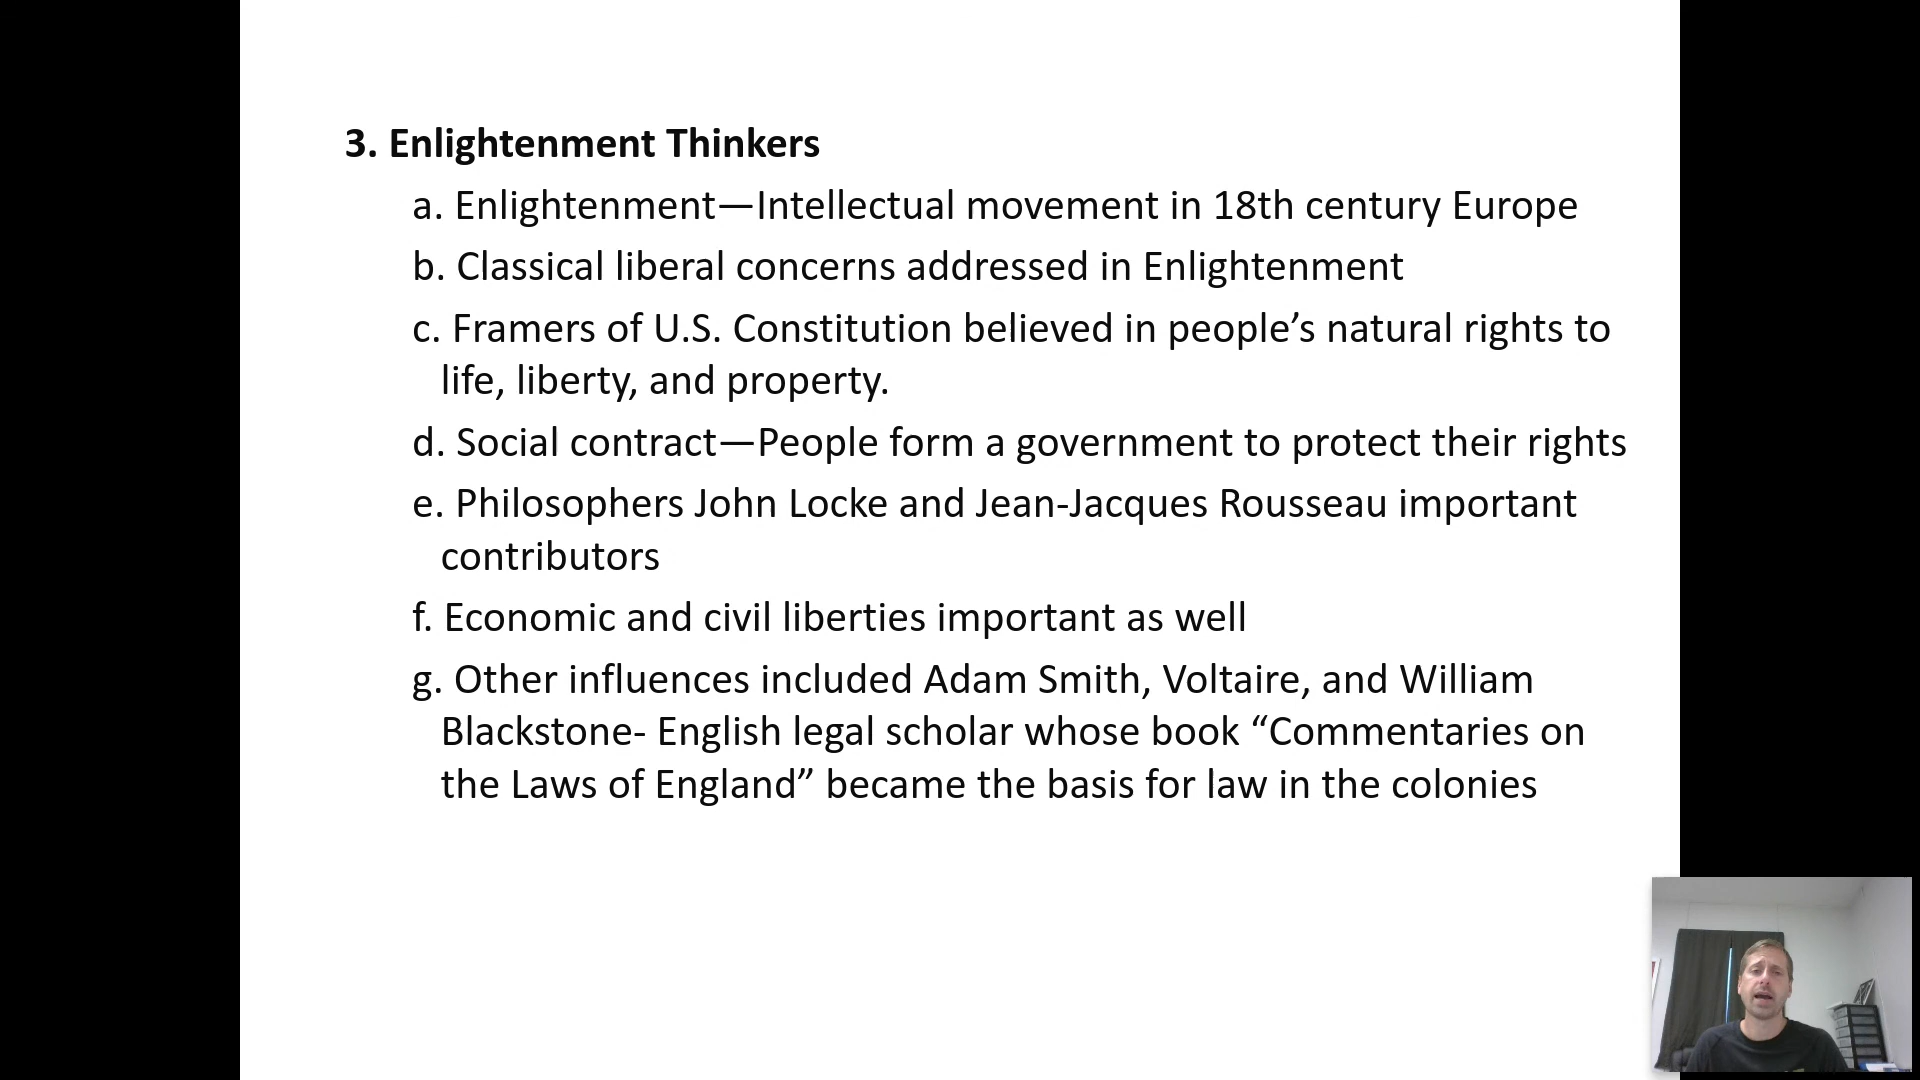 3. Enlightenment Thinkers
a. Enlightenment—Intellectual movement in 18th century Europe
b. Classical liberal concerns addressed in Enlightenment
c. Framers of U.S. Constitution believed in people’s natural rights to
life, liberty, and property.
d. Social contract—People form a government to protect their rights
e. Philosophers John Locke and Jean-Jacques Rousseau important
contributors
f. Economic and civil liberties important as well
g. Other influences included Adam Smith, Voltaire, and William
Blackstone- English legal scholar whose book “Commentaries on
the Laws of England” became the basis for law in the colonies